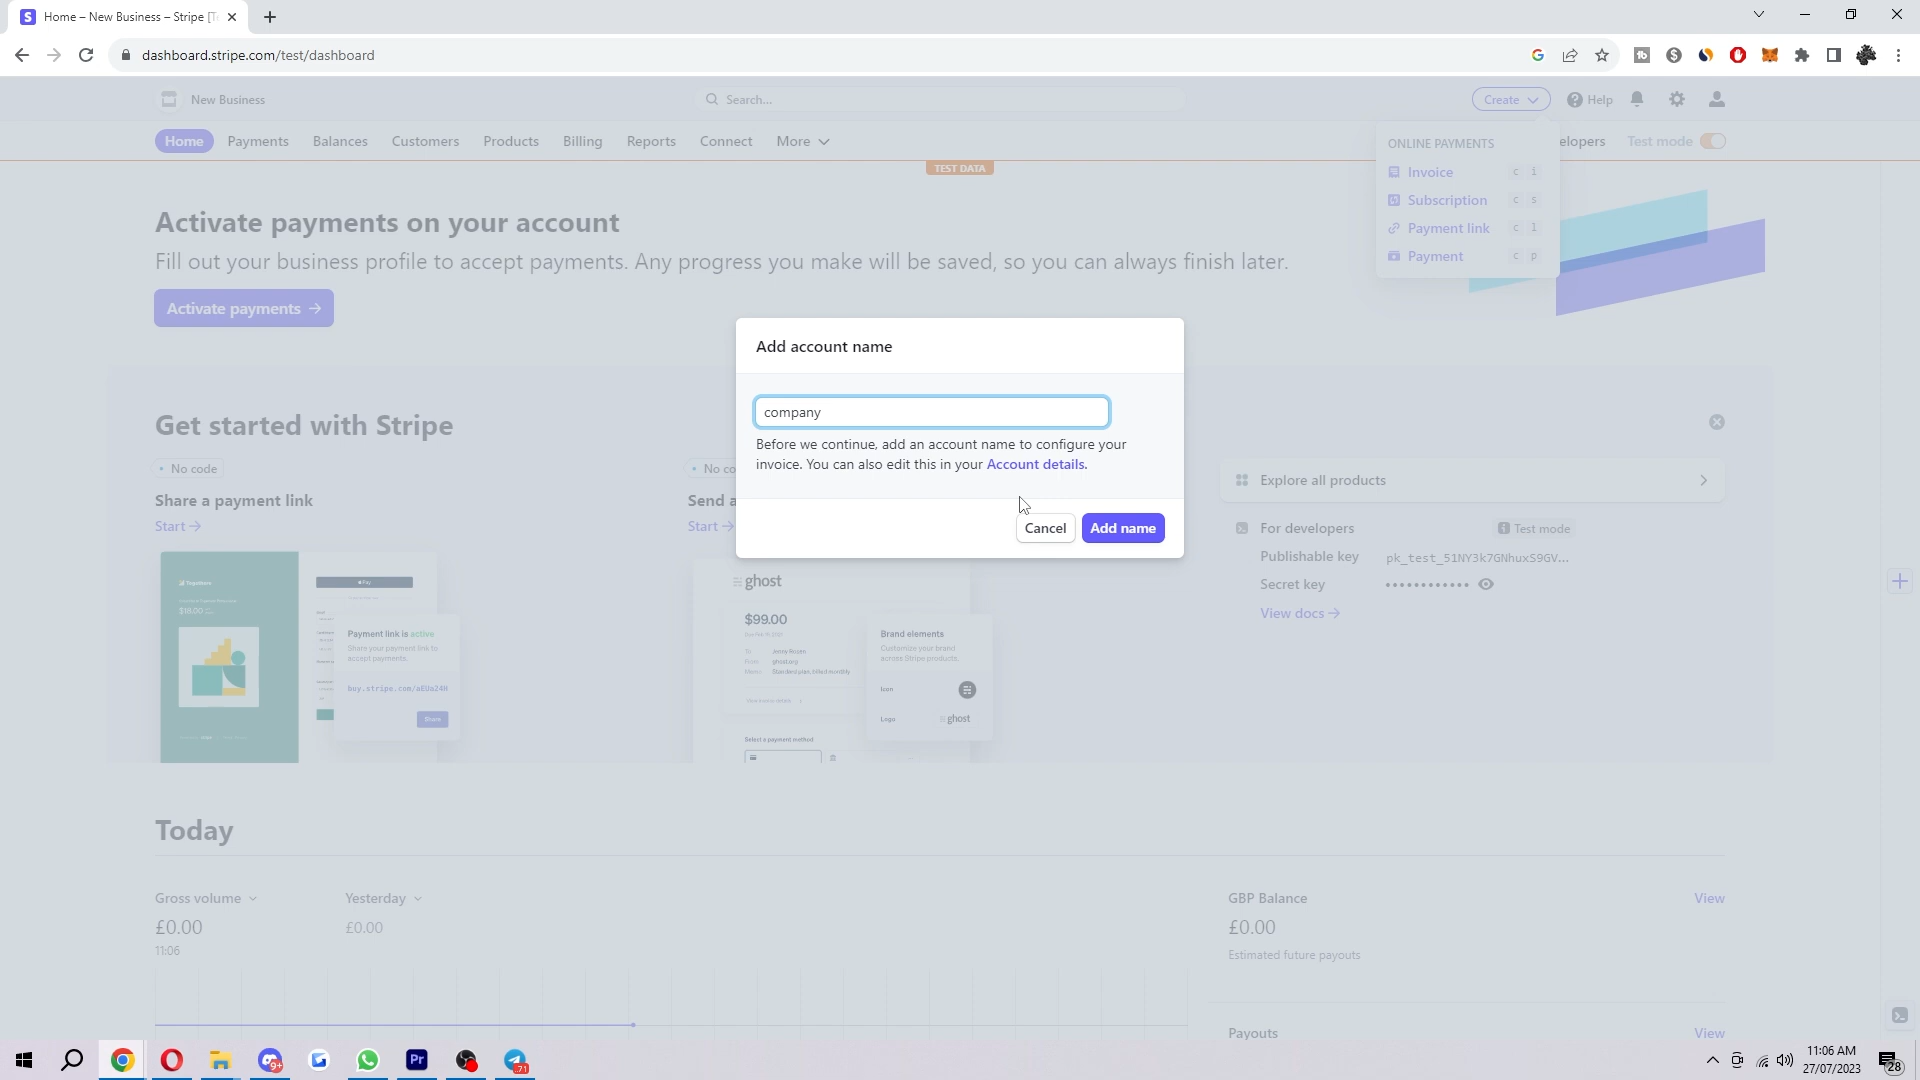 Home – New Business – Stripe [T
dashboard.stripe.com/test/dashboard
New Business
Search...
Create
Help
Home
Payments
Balances
Customers
Products
Billing
Reports
Connect
More
elopers
Test mode
TEST DATA
ONLINE PAYMENTS
Invoice c i
Subscription c s
Payment link c l
Payment c p
Activate payments on your account
Fill out your business profile to accept payments. Any progress you make will be saved, so you can always finish later.
Activate payments →
Add account name
company
Before we continue, add an account name to configure your
invoice. You can also edit this in your Account details.
Cancel
Add name
Get started with Stripe
• No code
Share a payment link
Start →
• No co
Send a
Start →
Explore all products
For developers
Test mode
Publishable key
pk_test_51NY3k7GNhuxS9GV...
Secret key
••••••••••••
View docs →
$18.00
Pay
Payment link is active
Share your payment link to
accept payments.
buy.stripe.com/aEUa24H
Share
ghost
$99.00
To Jenny Rosen
From ghost.org
Memo Standard plan, billed monthly
Select a payment method
Brand elements
Customize your brand
across Stripe products.
Icon
Logo
ghost
Today
Gross volume
£0.00
11:06
Yesterday
£0.00
GBP Balance
View
£0.00
Estimated future payouts
Payouts
View
9+
Pr
71
11:06 AM
27/07/2023
28